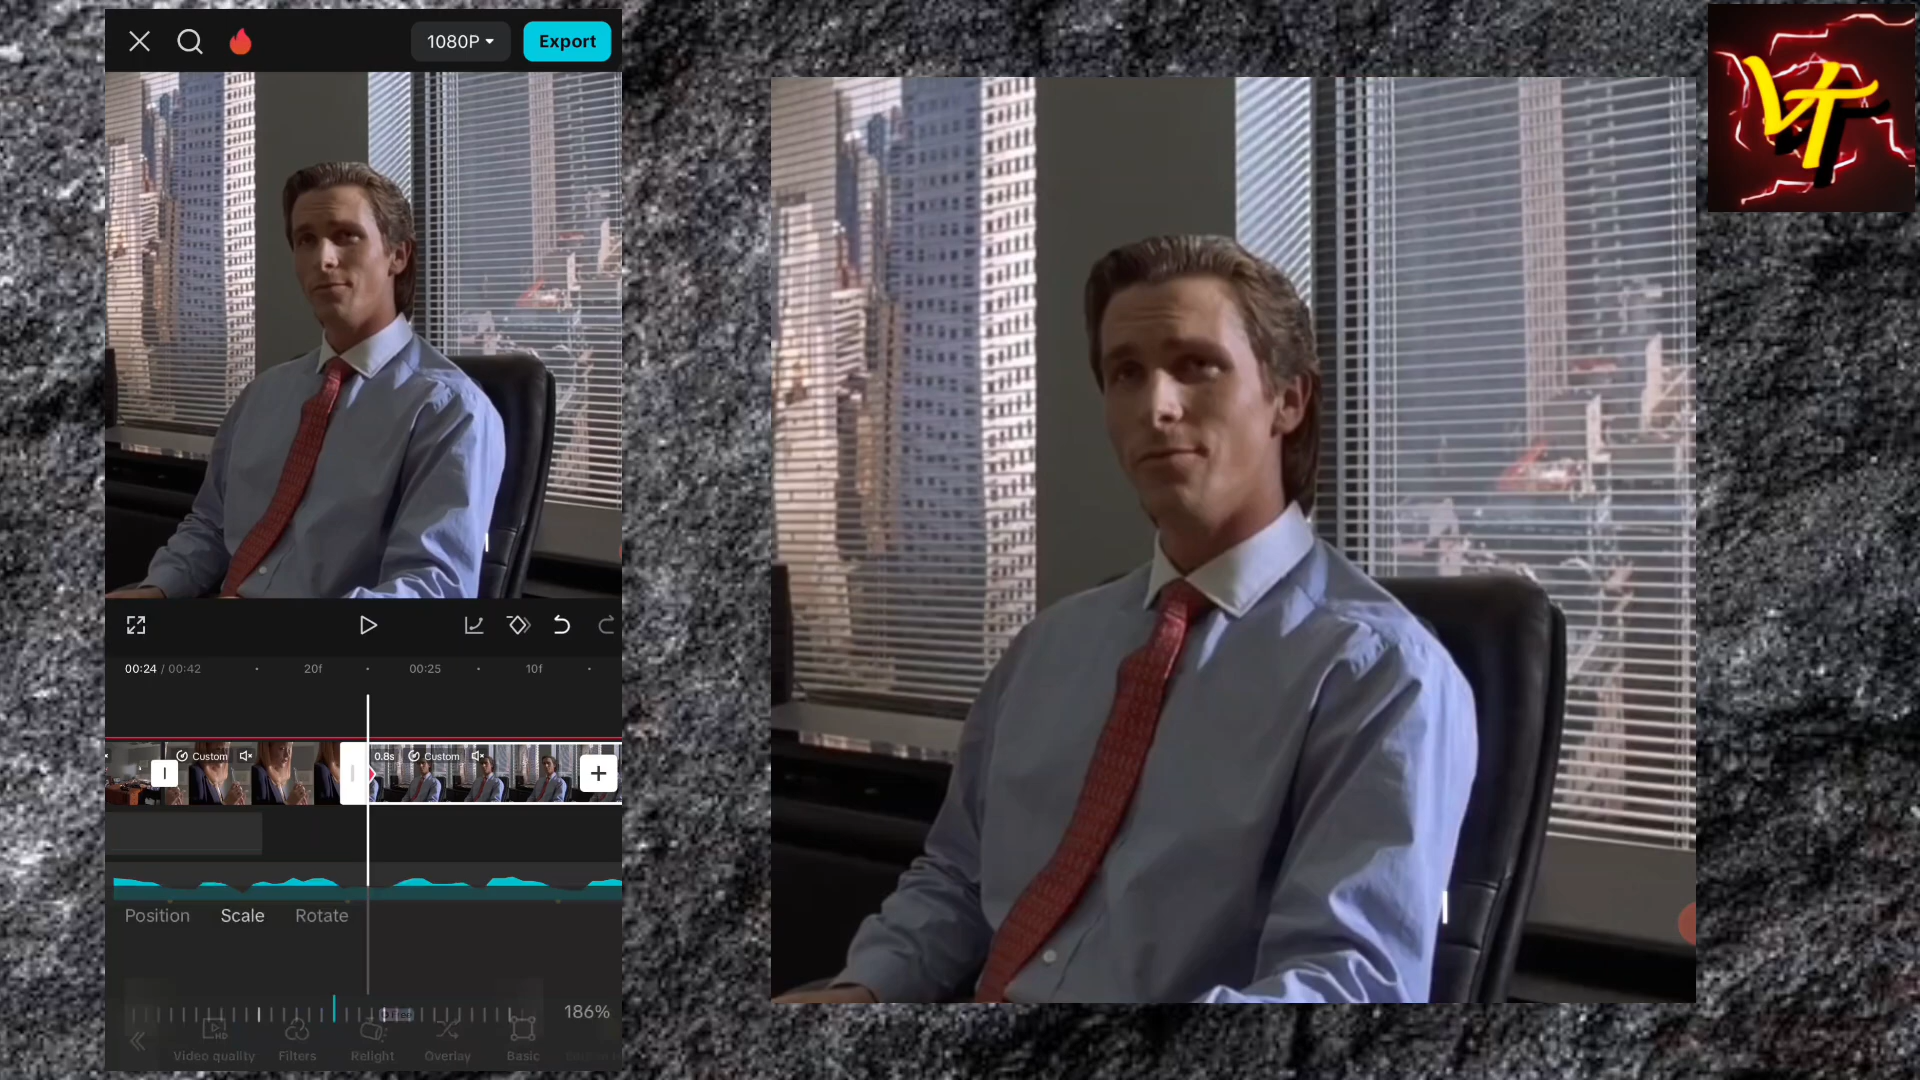 1080P
Export
VT
00:24 / 00:42
20f
00:25
10f
Custom
0.8s
Custom
Position
Scale
Rotate
186%
Video quality
Filters
Relight
Overlay
Basic